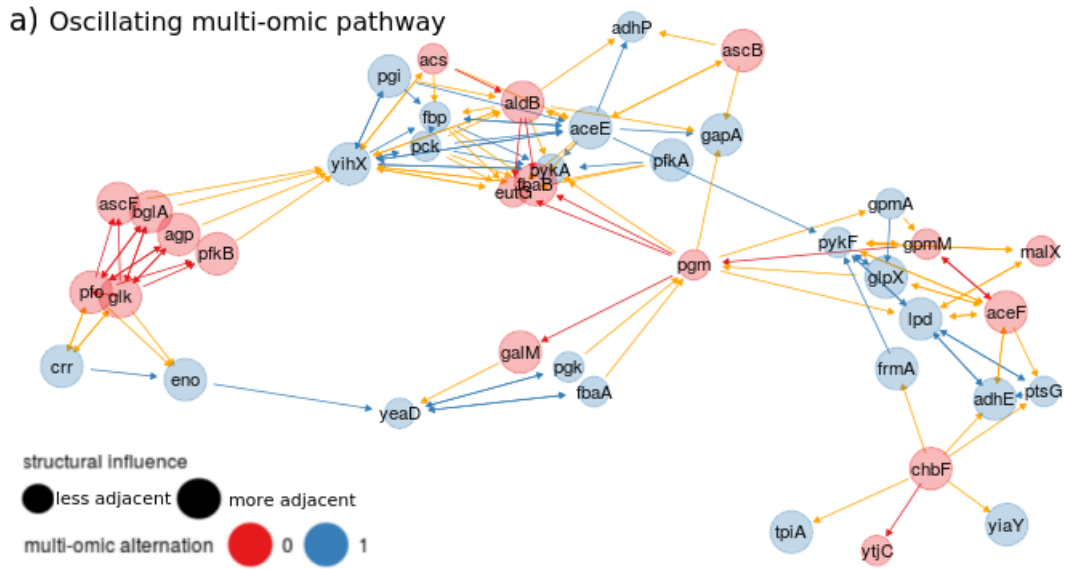 a) Oscillating multi-omic pathway
adhP
ascB
acs
pgi
aldB
fbp
aceE
gapA
pck
yihX
pykA
pfkA
fbaB
eutG
ascF
bglA
agp
pfkB
gpmA
pykF
gpmM
malX
pgm
glpX
pfo
glk
lpd
aceF
galM
crr
eno
pgk
fbaA
frmA
yeaD
adhE
ptsG
structural influence
less adjacent
more adjacent
chbF
multi-omic alternation
0
1
tpiA
ytjC
yiaY